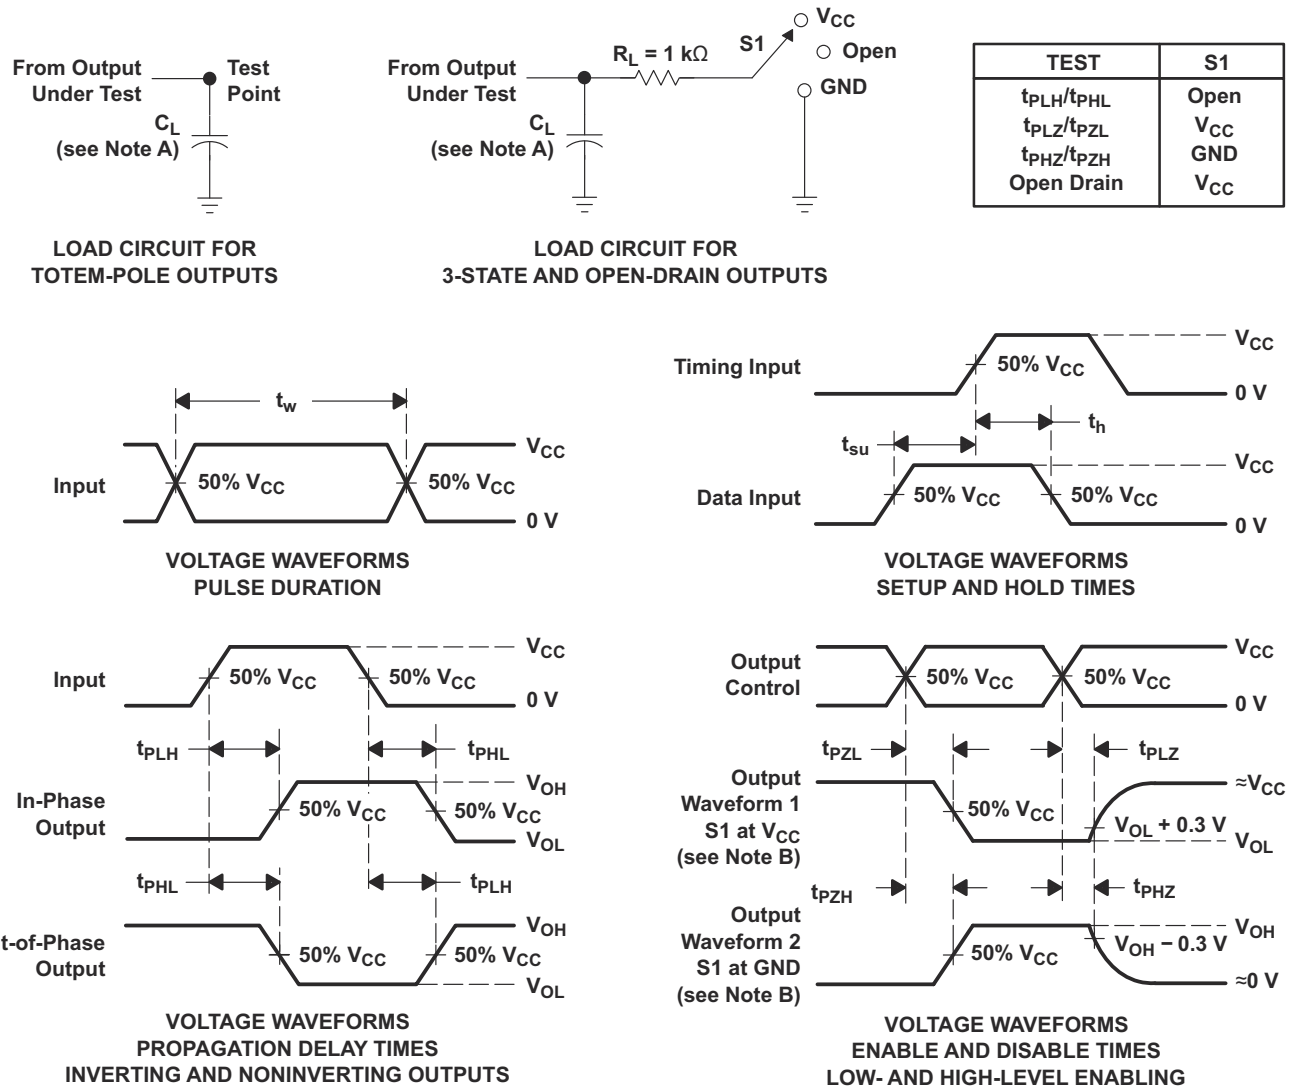 From Output
Under Test
Test
Point
C_L
(see Note A)
LOAD CIRCUIT FOR
TOTEM-POLE OUTPUTS
From Output
Under Test
R_L = 1 kΩ
S1
V_CC
Open
GND
C_L
(see Note A)
LOAD CIRCUIT FOR
3-STATE AND OPEN-DRAIN OUTPUTS
TEST S1
t_PLH/t_PHL Open
t_PLZ/t_PZL V_CC
t_PHZ/t_PZH GND
Open Drain V_CC
t_w
Input
50% V_CC
50% V_CC
V_CC
0 V
VOLTAGE WAVEFORMS
PULSE DURATION
Timing Input
50% V_CC
V_CC
0 V
t_su
t_h
Data Input
50% V_CC
50% V_CC
V_CC
0 V
VOLTAGE WAVEFORMS
SETUP AND HOLD TIMES
Input
50% V_CC
50% V_CC
V_CC
0 V
t_PLH
t_PHL
In-Phase
Output
50% V_CC
50% V_CC
V_OH
V_OL
t_PHL
t_PLH
t-of-Phase
Output
50% V_CC
50% V_CC
V_OH
V_OL
VOLTAGE WAVEFORMS
PROPAGATION DELAY TIMES
INVERTING AND NONINVERTING OUTPUTS
Output
Control
50% V_CC
50% V_CC
V_CC
0 V
t_PZL
t_PLZ
Output
Waveform 1
S1 at V_CC
(see Note B)
50% V_CC
V_OL + 0.3 V
≈V_CC
V_OL
t_PZH
t_PHZ
Output
Waveform 2
S1 at GND
(see Note B)
50% V_CC
V_OH − 0.3 V
V_OH
≈0 V
VOLTAGE WAVEFORMS
ENABLE AND DISABLE TIMES
LOW- AND HIGH-LEVEL ENABLING